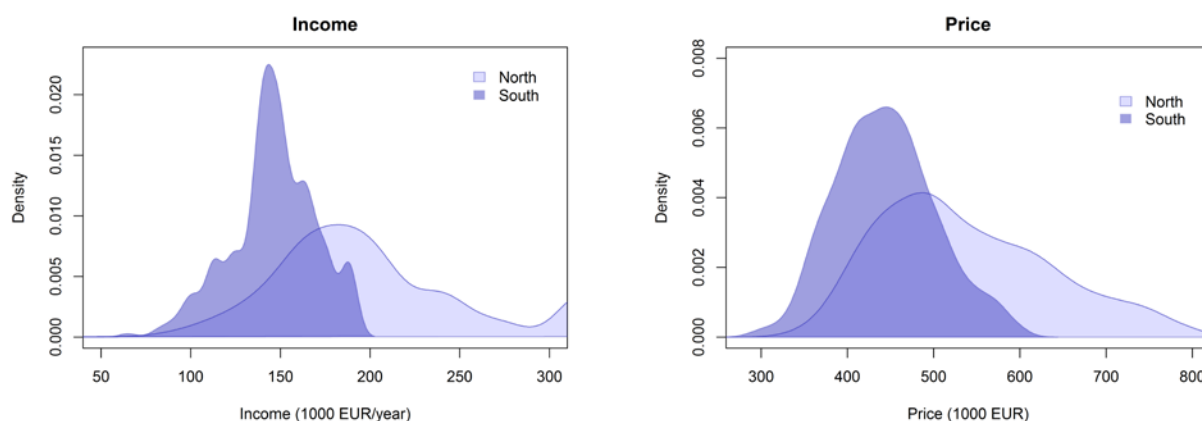 Income
Density
0.000
0.005
0.010
0.015
0.020
North
South
50 100 150 200 250 300
Income (1000 EUR/year)
Price
Density
0.000
0.002
0.004
0.006
0.008
North
South
300 400 500 600 700 800
Price (1000 EUR)